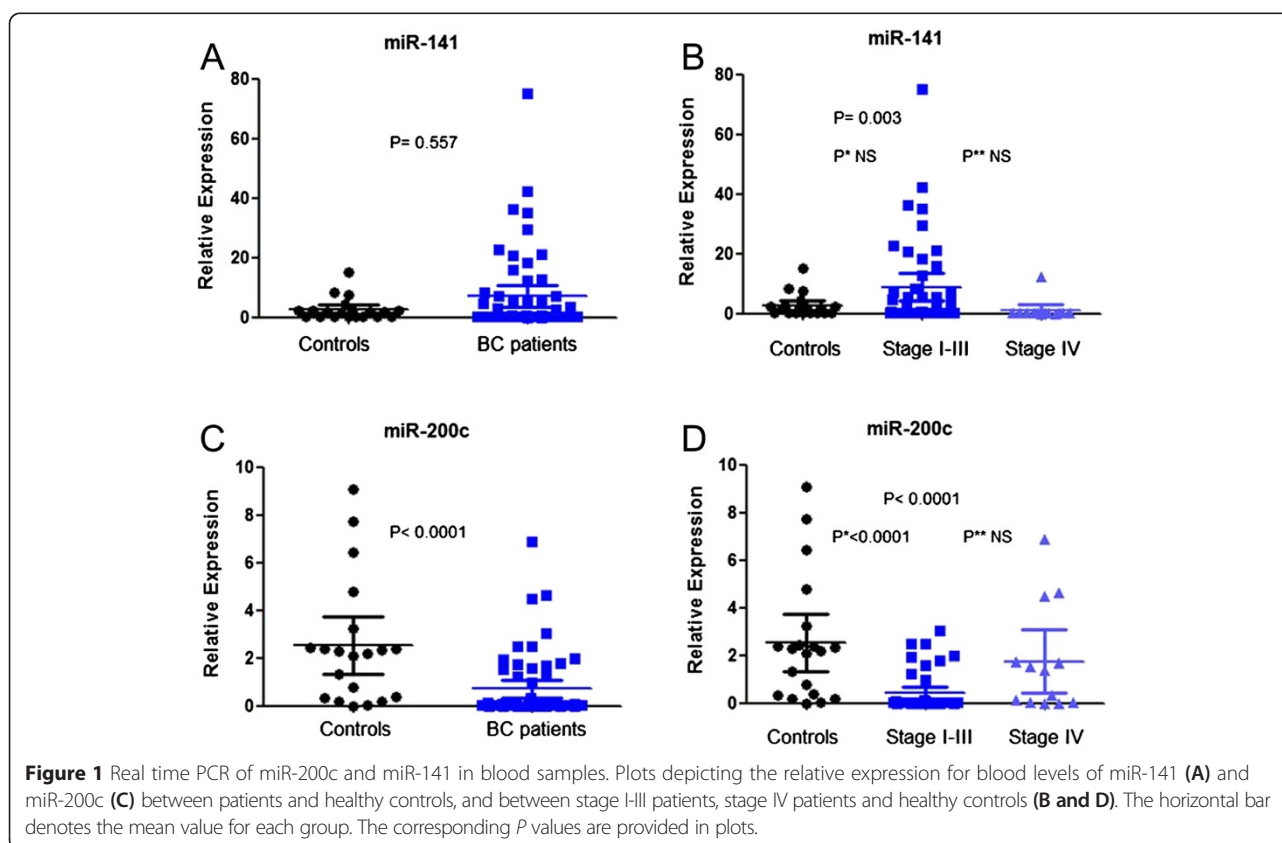 A
miR-141
Relative Expression
80
60
40
20
0
P= 0.557
Controls
BC patients
B
miR-141
Relative Expression
80
60
40
20
0
P= 0.003
P* NS
P** NS
Controls
Stage I-III
Stage IV
C
miR-200c
Relative Expression
10
8
6
4
2
0
P< 0.0001
Controls
BC patients
D
miR-200c
Relative Expression
10
8
6
4
2
0
P< 0.0001
P*<0.0001
P** NS
Controls
Stage I-III
Stage IV
Figure 1 Real time PCR of miR-200c and miR-141 in blood samples. Plots depicting the relative expression for blood levels of miR-141 (A) and
miR-200c (C) between patients and healthy controls, and between stage I-III patients, stage IV patients and healthy controls (B and D). The horizontal bar
denotes the mean value for each group. The corresponding P values are provided in plots.